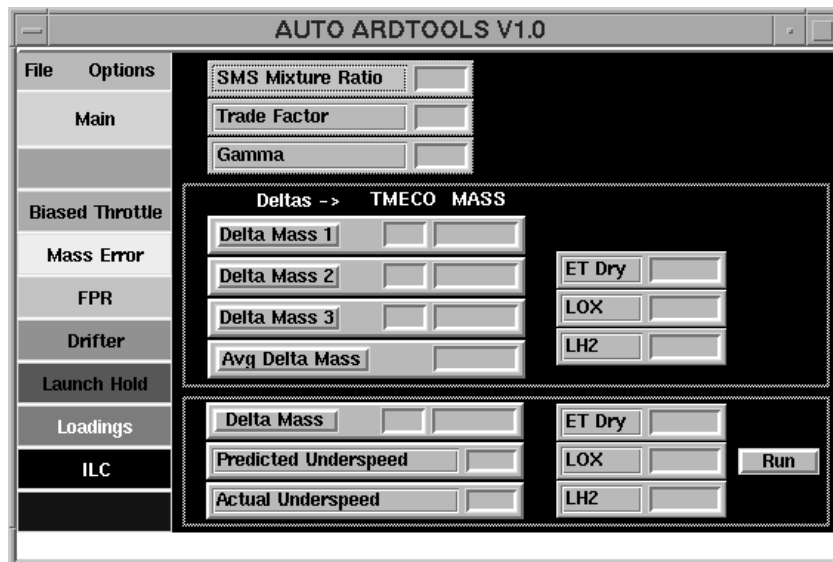 AUTO ARDTOOLS V1.0
File Options
Main
Biased Throttle
Mass Error
FPR
Drifter
Launch Hold
Loadings
ILC
SMS Mixture Ratio
Trade Factor
Gamma
Deltas -> TMECO MASS
Delta Mass 1
Delta Mass 2
Delta Mass 3
Avg Delta Mass
ET Dry
LOX
LH2
Delta Mass
Predicted Underspeed
Actual Underspeed
ET Dry
LOX
LH2
Run